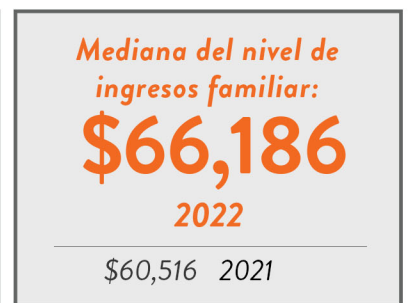 Mediana del nivel de
ingresos familiar:
$66,186
2022
$60,516 2021